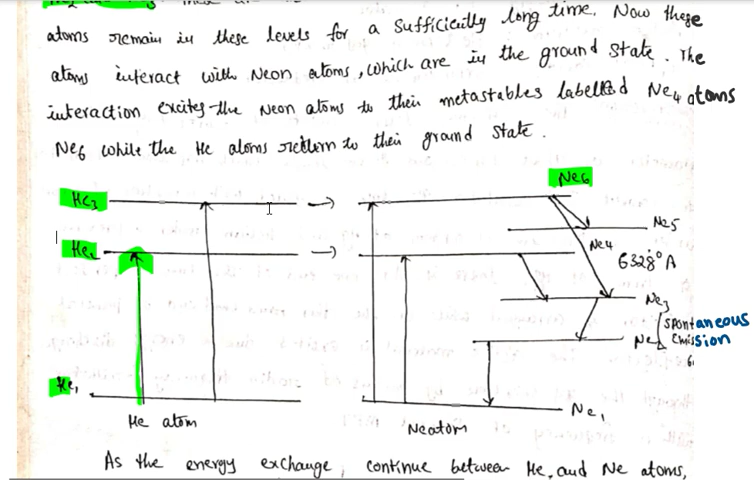 atoms remain in these levels for a sufficiently long time. Now these
atoms interact with Neon atoms, which are in the ground state. The
interaction excites the Neon atoms to their metastables labelled Ne4 atoms
Ne6 while the He atoms return to their ground state.
Ne6
He3
Ne5
He2
Ne4
6328°A
Ne3
(spontaneous
Emission
He1
Ne1
He atom
Neatom
As the energy exchange, continue between He, and Ne atoms,